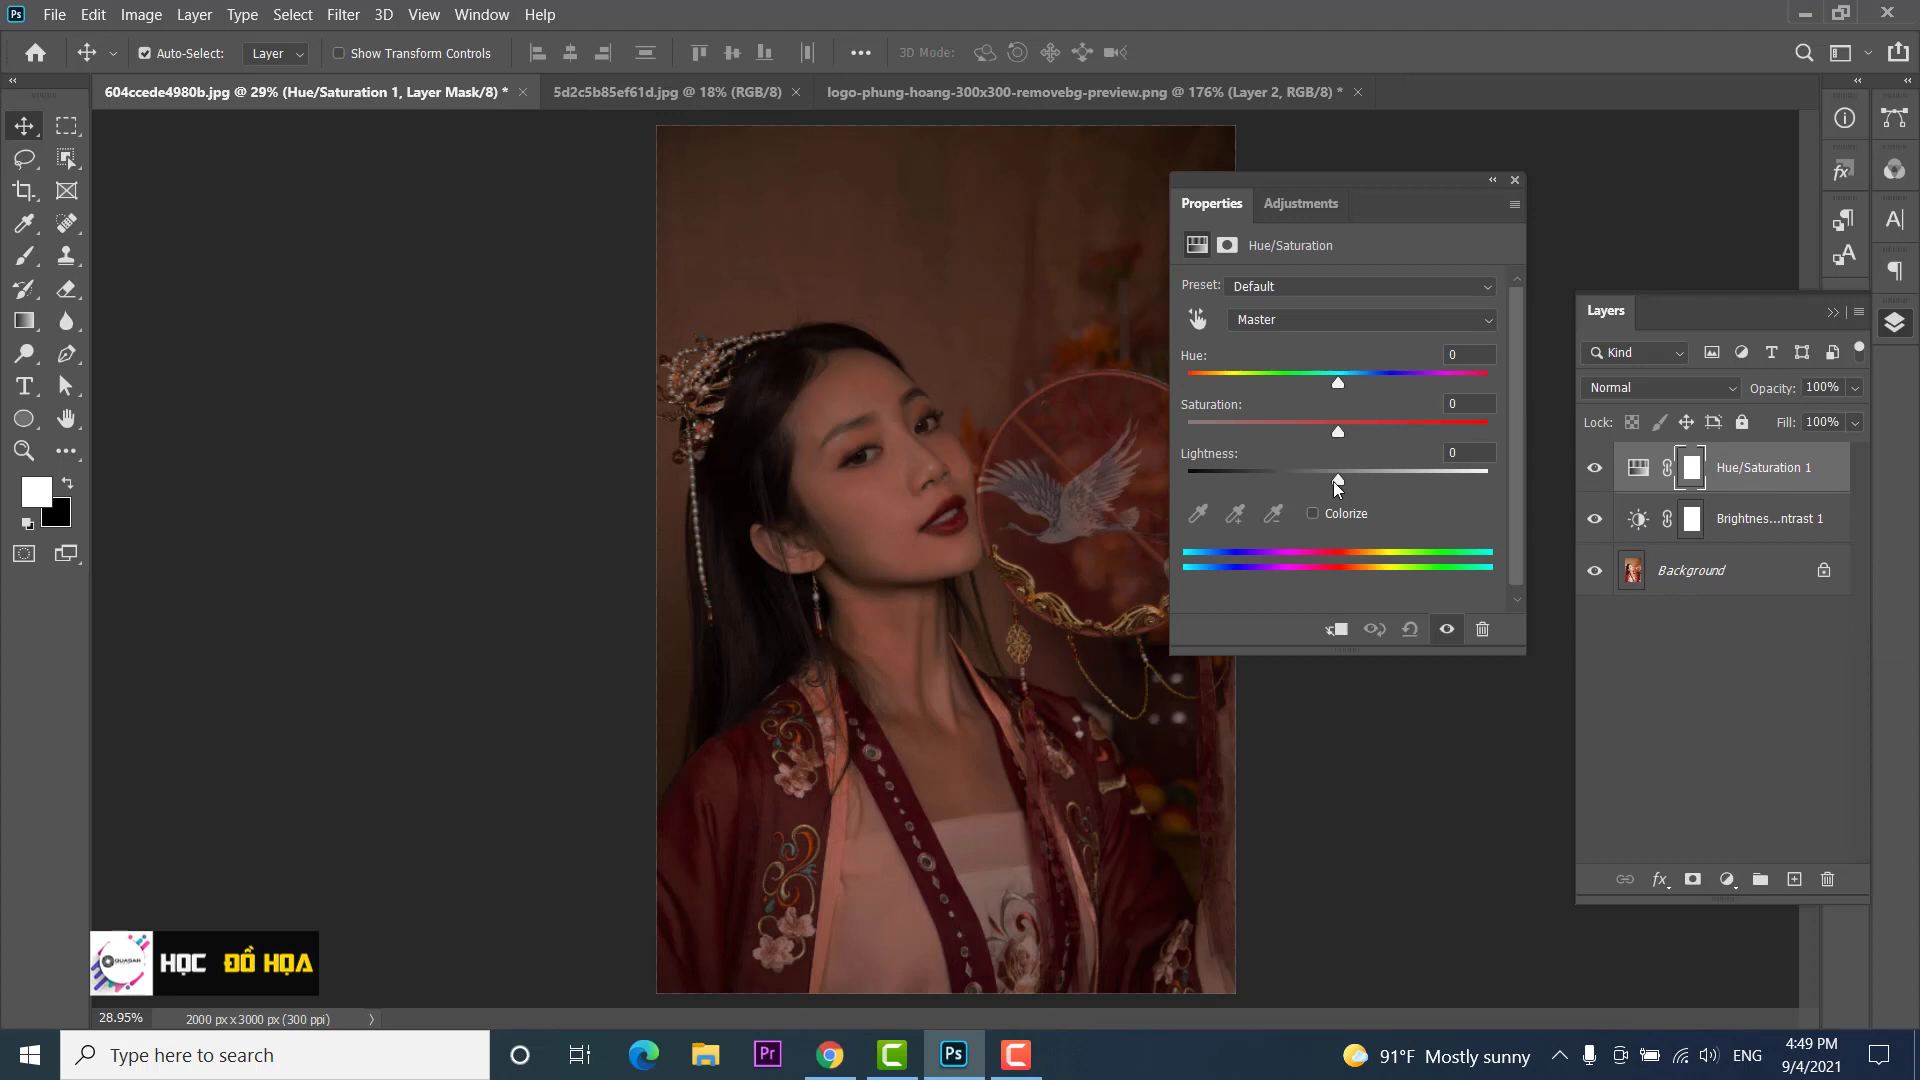 Ps File Edit Image Layer Type Select Filter 3D View Window Help
Auto-Select: Layer Show Transform Controls 3D Mode:
604ccede4980b.jpg @ 29% (Hue/Saturation 1, Layer Mask/8) * 5d2c5b85ef61d.jpg @ 18% (RGB/8) logo-phung-hoang-300x300-removebg-preview.png @ 176% (Layer 2, RGB/8) *
Properties Adjustments
Hue/Saturation
Preset: Default
Master
Hue: 0
Saturation: 0
Lightness: 0
Colorize
Layers
Kind
Normal Opacity: 100%
Lock: Fill: 100%
Hue/Saturation 1
Brightnes...ntrast 1
Background
fx
QUASAR HỌC ĐỒ HỌA
28.95% 2000 px x 3000 px (300 ppi)
Type here to search
Pr Ps
91°F Mostly sunny ENG
4:49 PM
9/4/2021